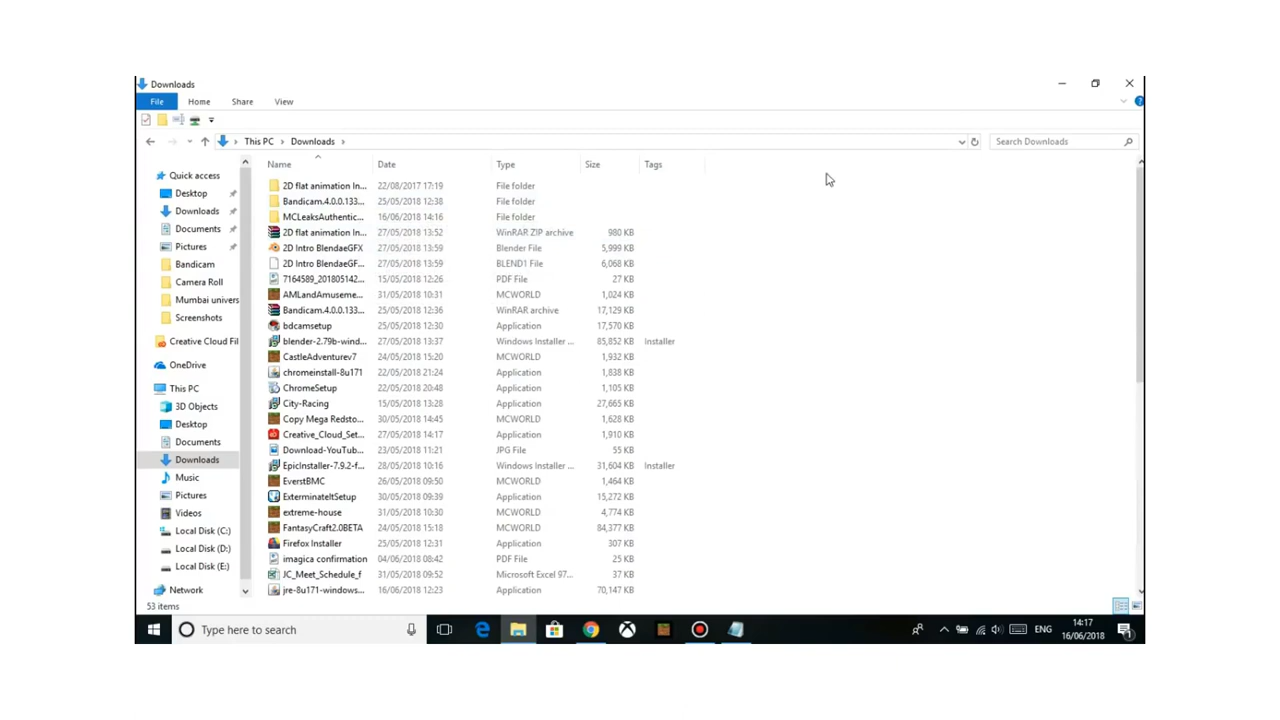 Downloads
File Home Share View
This PC Downloads Search Downloads
Name Date Type Size Tags
Quick access
Desktop
Downloads
Documents
Pictures
Bandicam
Camera Roll
Mumbai univers
Screenshots
Creative Cloud Fil
OneDrive
This PC
3D Objects
Desktop
Documents
Downloads
Music
Pictures
Videos
Local Disk (C:)
Local Disk (D:)
Local Disk (E:)
Network
2D flat animation In... 22/08/2017 17:19 File folder
Bandicam.4.0.0.133... 25/05/2018 12:38 File folder
MCLeaksAuthentic... 16/06/2018 14:16 File folder
2D flat animation In... 27/05/2018 13:52 WinRAR ZIP archive 980 KB
2D Intro BlendaeGFX 27/05/2018 13:59 Blender File 5,999 KB
2D Intro BlendaeGF... 27/05/2018 13:59 BLEND1 File 6,068 KB
7164589_201805142... 15/05/2018 12:26 PDF File 27 KB
AMLandAmuseme... 31/05/2018 10:31 MCWORLD 1,024 KB
Bandicam.4.0.0.133... 25/05/2018 12:36 WinRAR archive 17,129 KB
bdcamsetup 25/05/2018 12:30 Application 17,570 KB
blender-2.79b-wind... 27/05/2018 13:37 Windows Installer ... 85,852 KB Installer
CastleAdventurev7 24/05/2018 15:20 MCWORLD 1,932 KB
chromeinstall-8u171 22/05/2018 21:24 Application 1,838 KB
ChromeSetup 22/05/2018 20:48 Application 1,105 KB
City-Racing 15/05/2018 13:28 Application 27,665 KB
Copy Mega Redsto... 30/05/2018 14:45 MCWORLD 1,628 KB
Creative_Cloud_Set... 27/05/2018 14:17 Application 1,910 KB
Download-YouTub... 23/05/2018 11:21 JPG File 55 KB
EpicInstaller-7.9.2-f... 28/05/2018 10:16 Windows Installer ... 31,604 KB Installer
EverstBMC 26/05/2018 09:50 MCWORLD 1,464 KB
ExterminateItSetup 30/05/2018 09:39 Application 15,272 KB
extreme-house 31/05/2018 10:30 MCWORLD 4,774 KB
FantasyCraft2.0BETA 24/05/2018 15:18 MCWORLD 84,377 KB
Firefox Installer 25/05/2018 12:31 Application 307 KB
imagica confirmation 04/06/2018 08:42 PDF File 25 KB
JC_Meet_Schedule_f 31/05/2018 09:52 Microsoft Excel 97... 37 KB
jre-8u171-windows... 16/06/2018 12:23 Application 70,147 KB
53 items
Type here to search ENG 14:17
16/06/2018